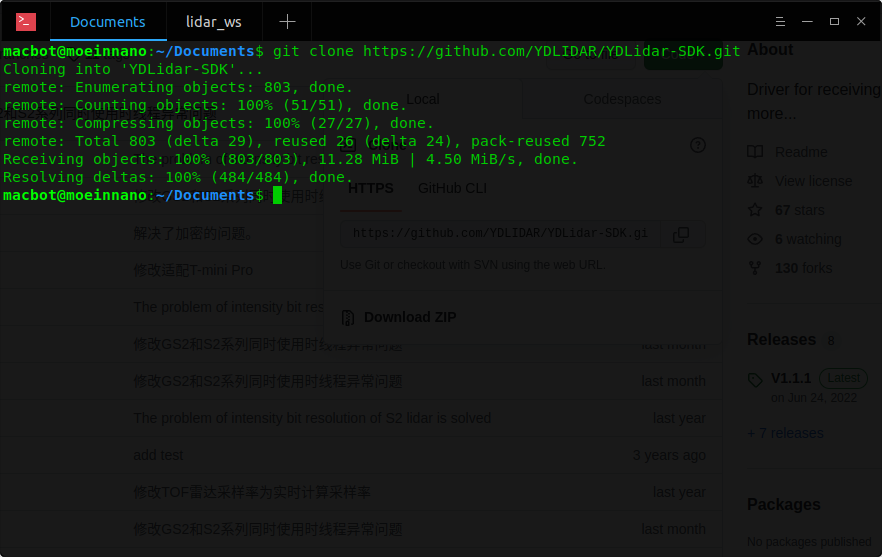 Documents
lidar_ws
macbot@moeinnano:~/Documents$ git clone https://github.com/YDLIDAR/YDLidar-SDK.git
Cloning into 'YDLidar-SDK'...
remote: Enumerating objects: 803, done.
remote: Counting objects: 100% (51/51), done.
remote: Compressing objects: 100% (27/27), done.
remote: Total 803 (delta 29), reused 26 (delta 24), pack-reused 752
Receiving objects: 100% (803/803), 11.28 MiB | 4.50 MiB/s, done.
Resolving deltas: 100% (484/484), done.
macbot@moeinnano:~/Documents$
Local
Codespaces
HTTPS
GitHub CLI
https://github.com/YDLIDAR/YDLidar-SDK.gi
Use Git or checkout with SVN using the web URL.
Download ZIP
解决了加密的问题。
修改适配T-mini Pro
The problem of intensity bit res
修改GS2和S2系列同时使用时线程异常问题 last month
修改GS2和S2系列同时使用时线程异常问题 last month
The problem of intensity bit resolution of S2 lidar is solved last year
add test 3 years ago
修改TOF雷达采样率为实时计算采样率 last year
修改GS2和S2系列同时使用时线程异常问题 last month
About
Driver for receiving
more...
Readme
View license
67 stars
6 watching
130 forks
Releases 8
V1.1.1 Latest
on Jun 24, 2022
+ 7 releases
Packages
No packages published